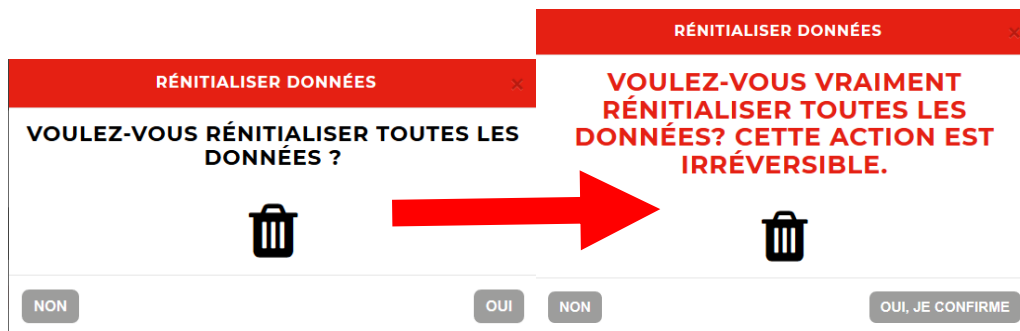 RÉNITIALISER DONNÉES
×
VOULEZ-VOUS RÉNITIALISER TOUTES LES
DONNÉES ?
NON
OUI
RÉNITIALISER DONNÉES
×
VOULEZ-VOUS VRAIMENT
RÉNITIALISER TOUTES LES
DONNÉES? CETTE ACTION EST
IRRÉVERSIBLE.
NON
OUI, JE CONFIRME